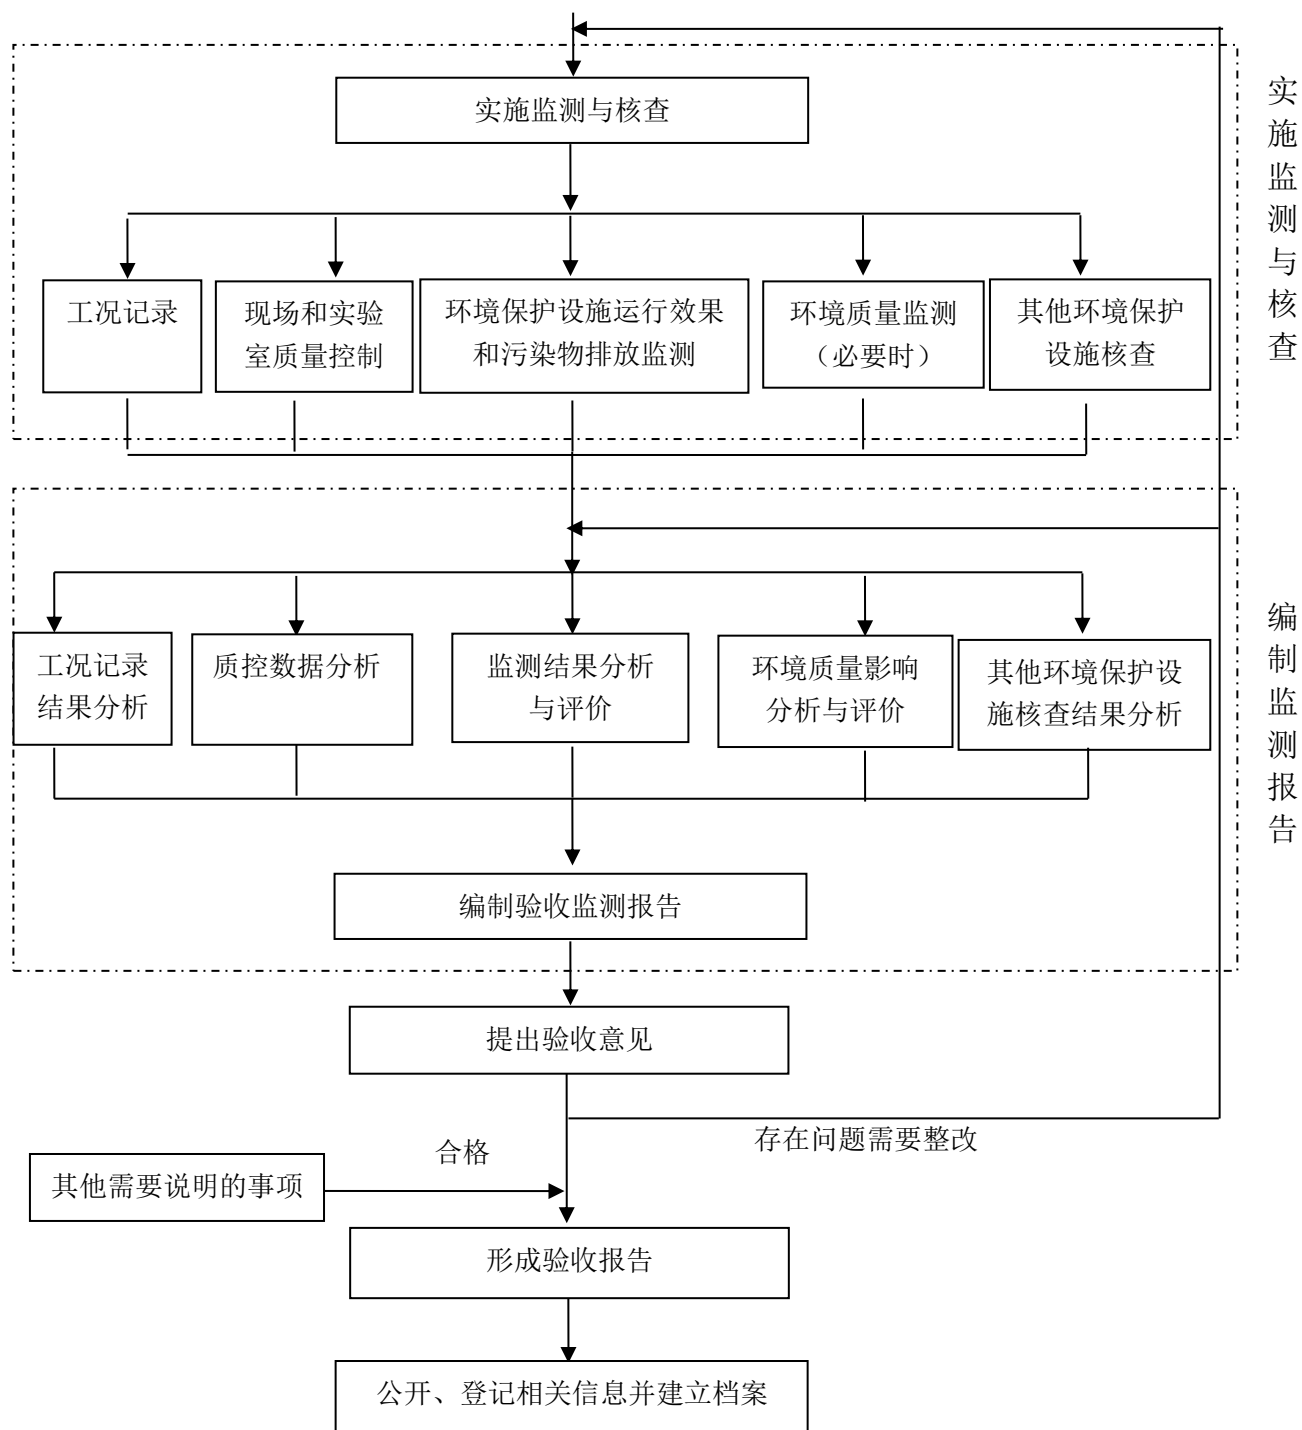 实施监测与核查
实施监测与核查
工况记录
现场和实验
室质量控制
环境保护设施运行效果
和污染物排放监测
环境质量监测
（必要时）
其他环境保护
设施核查
编制监测报告
工况记录
结果分析
质控数据分析
监测结果分析
与评价
环境质量影响
分析与评价
其他环境保护设
施核查结果分析
编制验收监测报告
提出验收意见
存在问题需要整改
合格
其他需要说明的事项
形成验收报告
公开、登记相关信息并建立档案